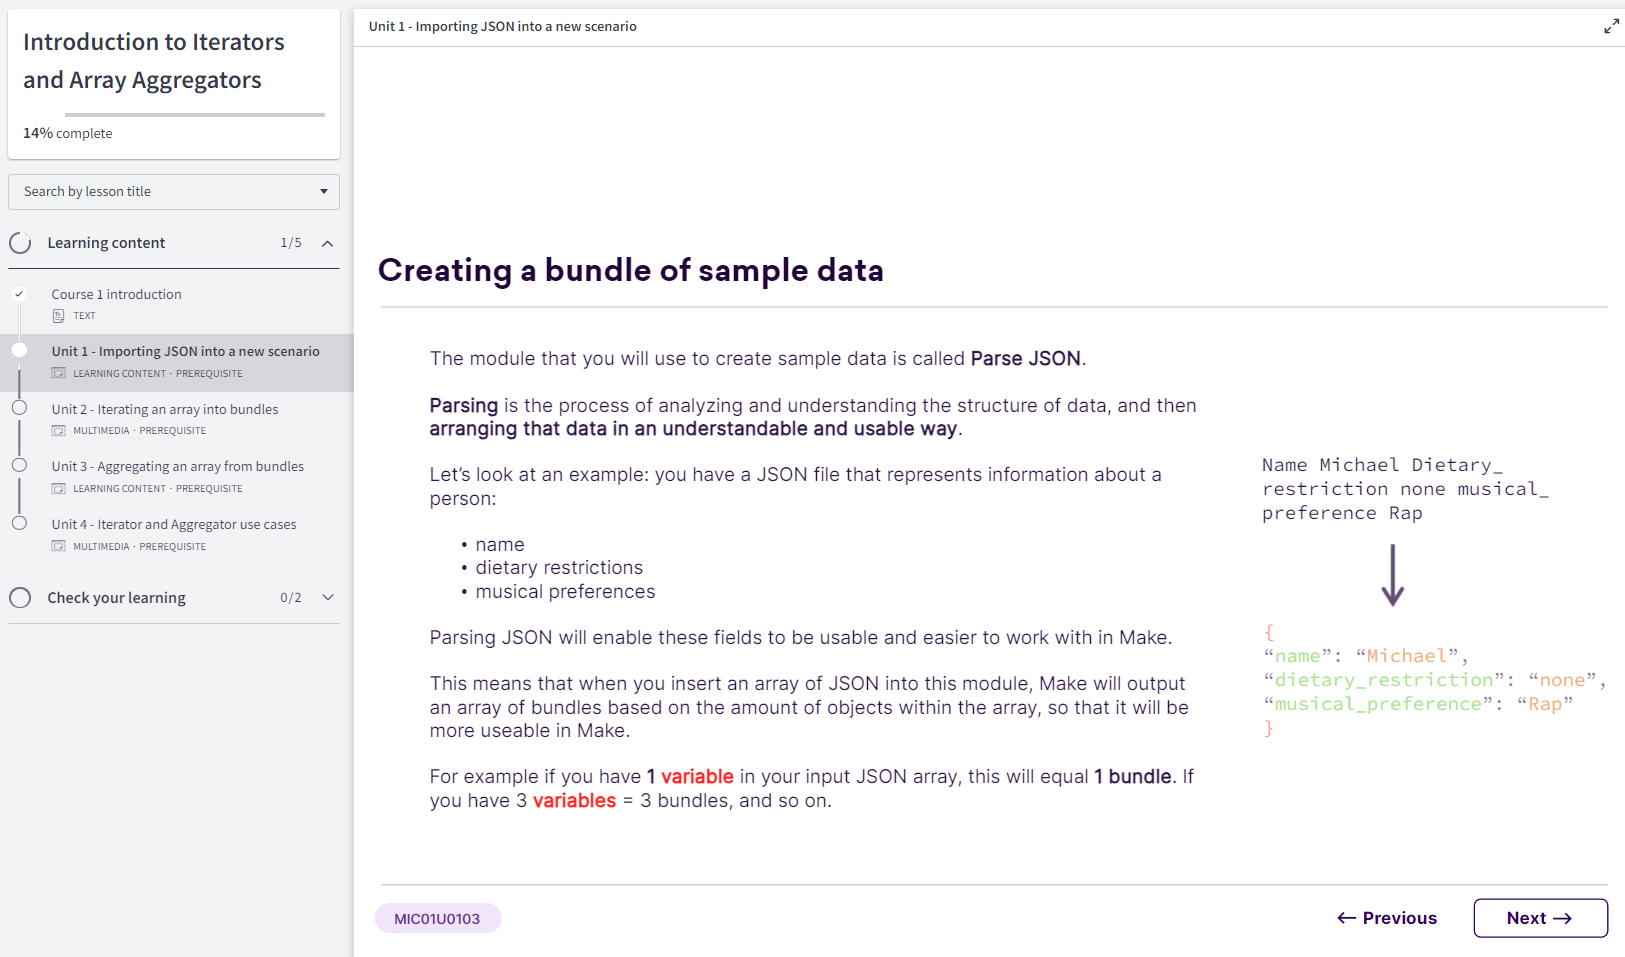 Introduction to Iterators
and Array Aggregators
14% complete
Search by lesson title
Learning content 1/5
Course 1 introduction
TEXT
Unit 1 - Importing JSON into a new scenario
LEARNING CONTENT · PREREQUISITE
Unit 2 - Iterating an array into bundles
MULTIMEDIA · PREREQUISITE
Unit 3 - Aggregating an array from bundles
LEARNING CONTENT · PREREQUISITE
Unit 4 - Iterator and Aggregator use cases
MULTIMEDIA · PREREQUISITE
Check your learning 0/2
Unit 1 - Importing JSON into a new scenario
Creating a bundle of sample data
The module that you will use to create sample data is called Parse JSON.
Parsing is the process of analyzing and understanding the structure of data, and then
arranging that data in an understandable and usable way.
Let’s look at an example: you have a JSON file that represents information about a
person:
• name
• dietary restrictions
• musical preferences
Parsing JSON will enable these fields to be usable and easier to work with in Make.
This means that when you insert an array of JSON into this module, Make will output
an array of bundles based on the amount of objects within the array, so that it will be
more useable in Make.
For example if you have 1 variable in your input JSON array, this will equal 1 bundle. If
you have 3 variables = 3 bundles, and so on.
Name Michael Dietary_
restriction none musical_
preference Rap
{
“name”: “Michael”,
“dietary_restriction”: “none”,
“musical_preference”: “Rap”
}
MIC01U0103
← Previous
Next →